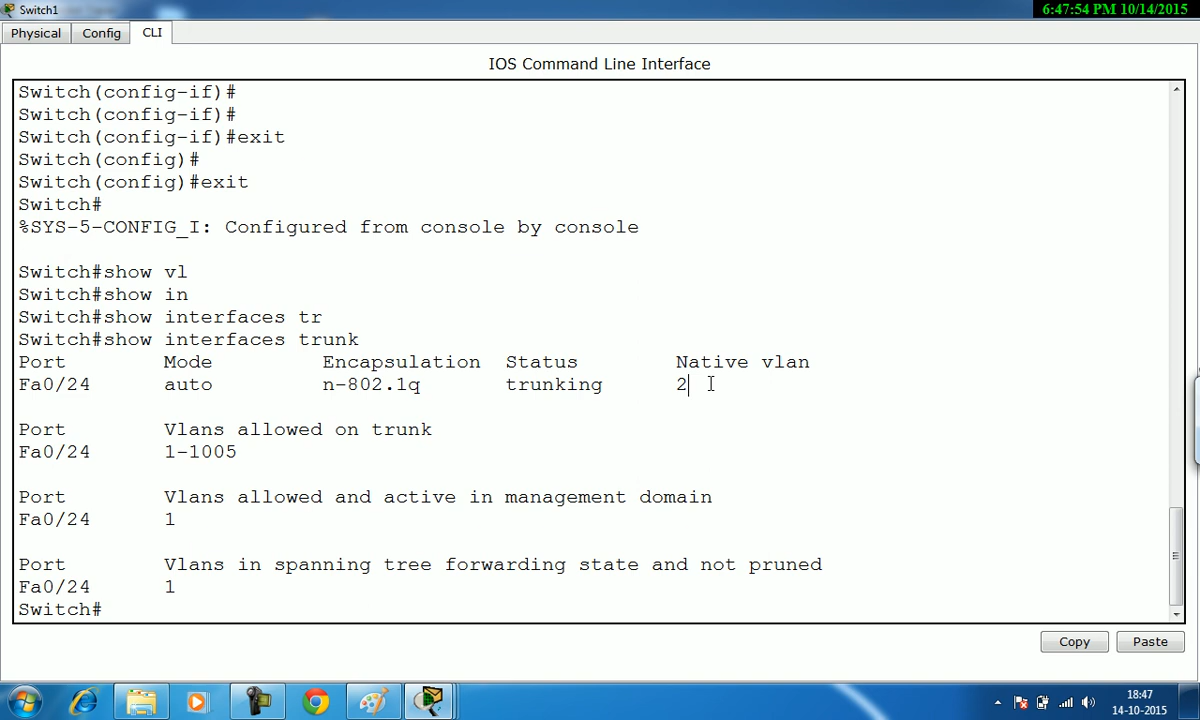 Switch1
6:47:54 PM 10/14/2015
Physical Config CLI
IOS Command Line Interface
Switch(config-if)#
Switch(config-if)#
Switch(config-if)#exit
Switch(config)#
Switch(config)#exit
Switch#
%SYS-5-CONFIG_I: Configured from console by console
Switch#show vl
Switch#show in
Switch#show interfaces tr
Switch#show interfaces trunk
Port Mode Encapsulation Status Native vlan
Fa0/24 auto n-802.1q trunking 2
Port Vlans allowed on trunk
Fa0/24 1-1005
Port Vlans allowed and active in management domain
Fa0/24 1
Port Vlans in spanning tree forwarding state and not pruned
Fa0/24 1
Switch#
Copy Paste
18:47
14-10-2015